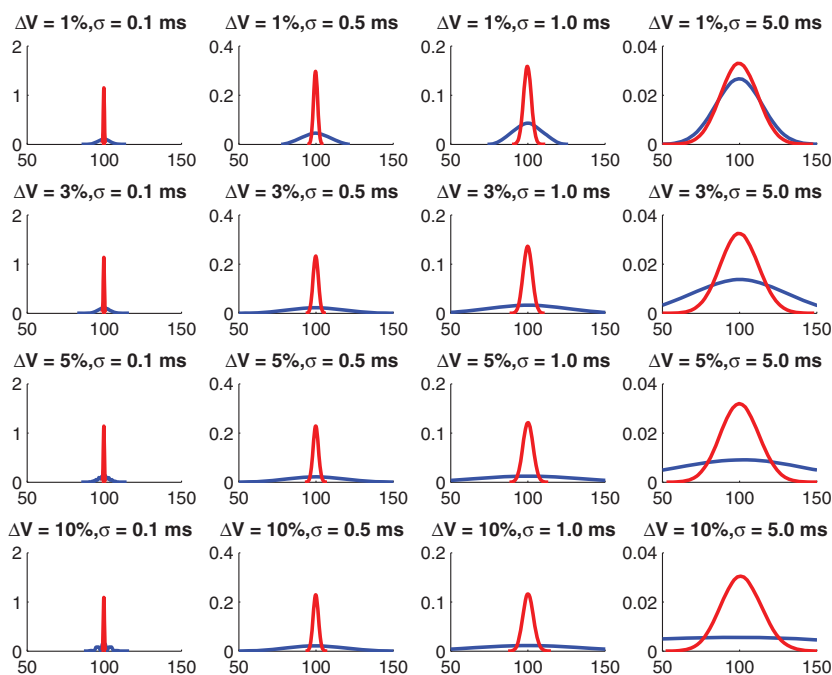 ΔV = 1%,σ = 0.1 ms ΔV = 1%,σ = 0.5 ms ΔV = 1%,σ = 1.0 ms ΔV = 1%,σ = 5.0 ms
2 0.4 0.2 0.04
1 0.2 0.1 0.02
0 0 0 0
50 100 150 50 100 150 50 100 150 50 100 150
ΔV = 3%,σ = 0.1 ms ΔV = 3%,σ = 0.5 ms ΔV = 3%,σ = 1.0 ms ΔV = 3%,σ = 5.0 ms
2 0.4 0.2 0.04
1 0.2 0.1 0.02
0 0 0 0
50 100 150 50 100 150 50 100 150 50 100 150
ΔV = 5%,σ = 0.1 ms ΔV = 5%,σ = 0.5 ms ΔV = 5%,σ = 1.0 ms ΔV = 5%,σ = 5.0 ms
2 0.4 0.2 0.04
1 0.2 0.1 0.02
0 0 0 0
50 100 150 50 100 150 50 100 150 50 100 150
ΔV = 10%,σ = 0.1 ms ΔV = 10%,σ = 0.5 ms ΔV = 10%,σ = 1.0 ms ΔV = 10%,σ = 5.0 ms
2 0.4 0.2 0.04
1 0.2 0.1 0.02
0 0 0 0
50 100 150 50 100 150 50 100 150 50 100 150